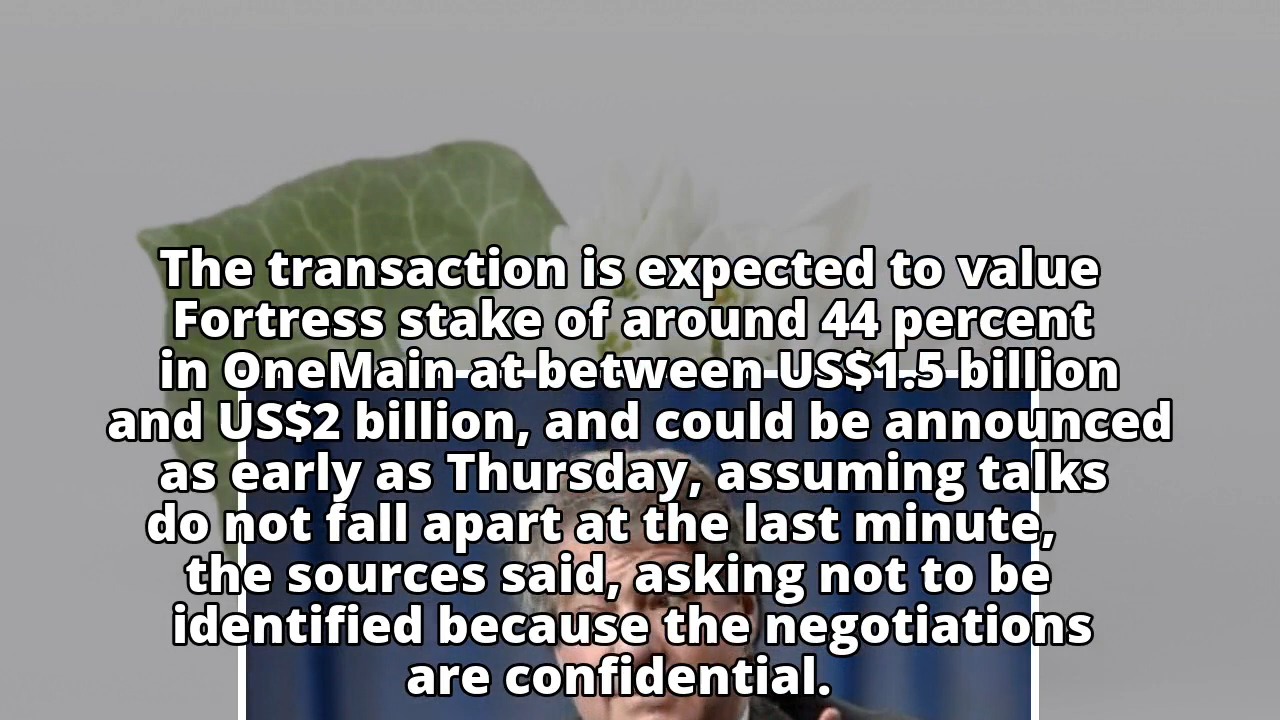 The transaction is expected to value
Fortress stake of around 44 percent
in OneMain at between US$1.5 billion
and US$2 billion, and could be announced
as early as Thursday, assuming talks
do not fall apart at the last minute,
the sources said, asking not to be
identified because the negotiations
are confidential.